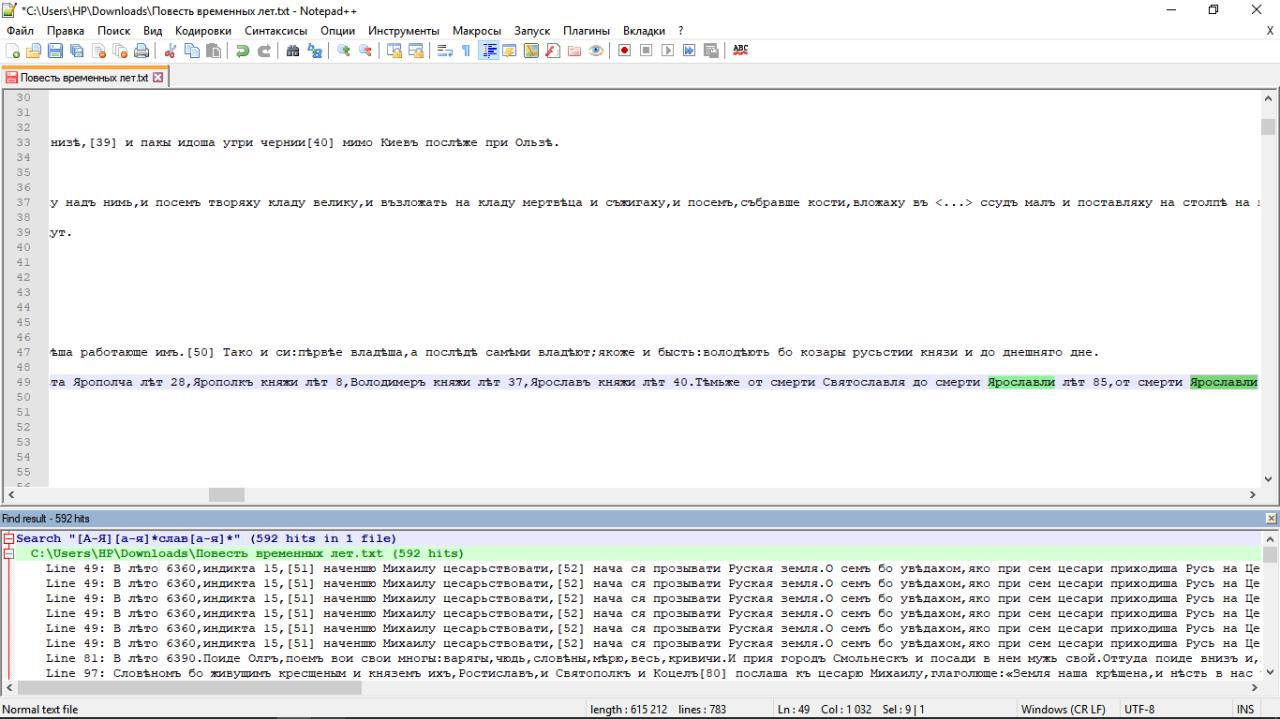 *C:\Users\HP\Downloads\Повесть временных лет.txt - Notepad++
Файл Правка Поиск Вид Кодировки Синтаксисы Опции Инструменты Макросы Запуск Плагины Вкладки ? X
ABC
Повесть временных лет.txt
30
31
32
33 низѣ,[39] и пакы идоша угри чернии[40] мимо Киевъ послѣже при Ользѣ.
34
35
36
37 у надъ нимь,и посемъ творяху кладу велику,и възложать на кладу мертвѣца и съжигаху,и посемъ,събравше кости,вложаху въ <...> ссудъ малъ и поставляху на столпѣ на
38
39 ут.
40
41
42
43
44
45
46
47 ѣша работающе имъ.[50] Тако и си:пѣрвѣе владѣша,а послѣдѣ самѣми владѣют;якоже и бысть:володѣють бо козары русьстии князи и до днешняго дне.
48
49 та Ярополча лѣт 28,Ярополкъ княжи лѣт 8,Володимеръ княжи лѣт 37,Ярославъ княжи лѣт 40.Тѣмьже от смерти Святославля до смерти Ярославли лѣт 85,от смерти Ярославли
50
51
52
53
54
55
56
Find result - 592 hits
Search "[А-Я][а-я]*слав[а-я]*" (592 hits in 1 file)
C:\Users\HP\Downloads\Повесть временных лет.txt (592 hits)
Line 49: В лѣто 6360,индикта 15,[51] наченшю Михаилу цесарьствовати,[52] нача ся прозывати Руская земля.О семъ бо увѣдахом,яко при сем цесари приходиша Русь на Це
Line 49: В лѣто 6360,индикта 15,[51] наченшю Михаилу цесарьствовати,[52] нача ся прозывати Руская земля.О семъ бо увѣдахом,яко при сем цесари приходиша Русь на Це
Line 49: В лѣто 6360,индикта 15,[51] наченшю Михаилу цесарьствовати,[52] нача ся прозывати Руская земля.О семъ бо увѣдахом,яко при сем цесари приходиша Русь на Це
Line 49: В лѣто 6360,индикта 15,[51] наченшю Михаилу цесарьствовати,[52] нача ся прозывати Руская земля.О семъ бо увѣдахом,яко при сем цесари приходиша Русь на Це
Line 49: В лѣто 6360,индикта 15,[51] наченшю Михаилу цесарьствовати,[52] нача ся прозывати Руская земля.О семъ бо увѣдахом,яко при сем цесари приходиша Русь на Це
Line 49: В лѣто 6360,индикта 15,[51] наченшю Михаилу цесарьствовати,[52] нача ся прозывати Руская земля.О семъ бо увѣдахом,яко при сем цесари приходиша Русь на Це
Line 81: В лѣто 6390.Поиде Олгъ,поемъ вои свои многы:варягы,чюдь,словѣны,мѣрю,весь,кривичи.И прия городъ Смольнескъ и посади в нем мужь свой.Оттуда поиде внизъ и,
Line 97: Словѣномъ бо живущимъ крещеным и княземъ ихъ,Ростиславъ,и Святополкъ и Коцелъ[80] послаша къ цесарю Михаилу,глаголюще:«Земля наша крѣщена,и нѣсть в нас
Normal text file length : 615 212 lines : 783 Ln : 49 Col : 1 032 Sel : 9 | 1 Windows (CR LF) UTF-8 INS